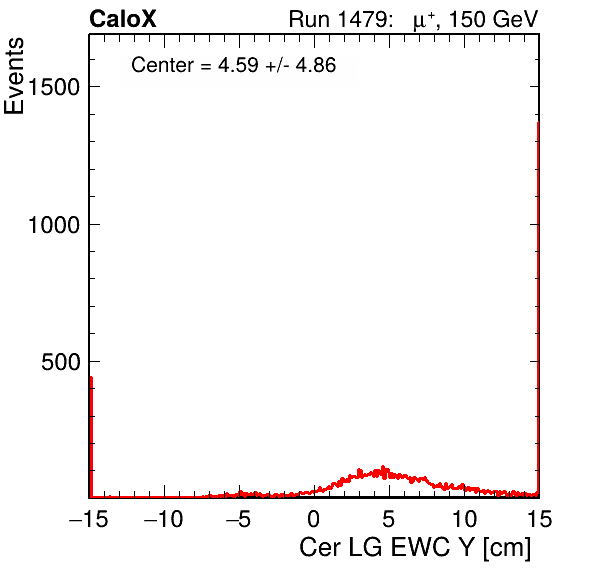 CaloX Run 1479: μ+, 150 GeV
Center = 4.59 +/- 4.86
Events
1500
1000
500
−15 −10 −5 0 5 10 15
Cer LG EWC Y [cm]